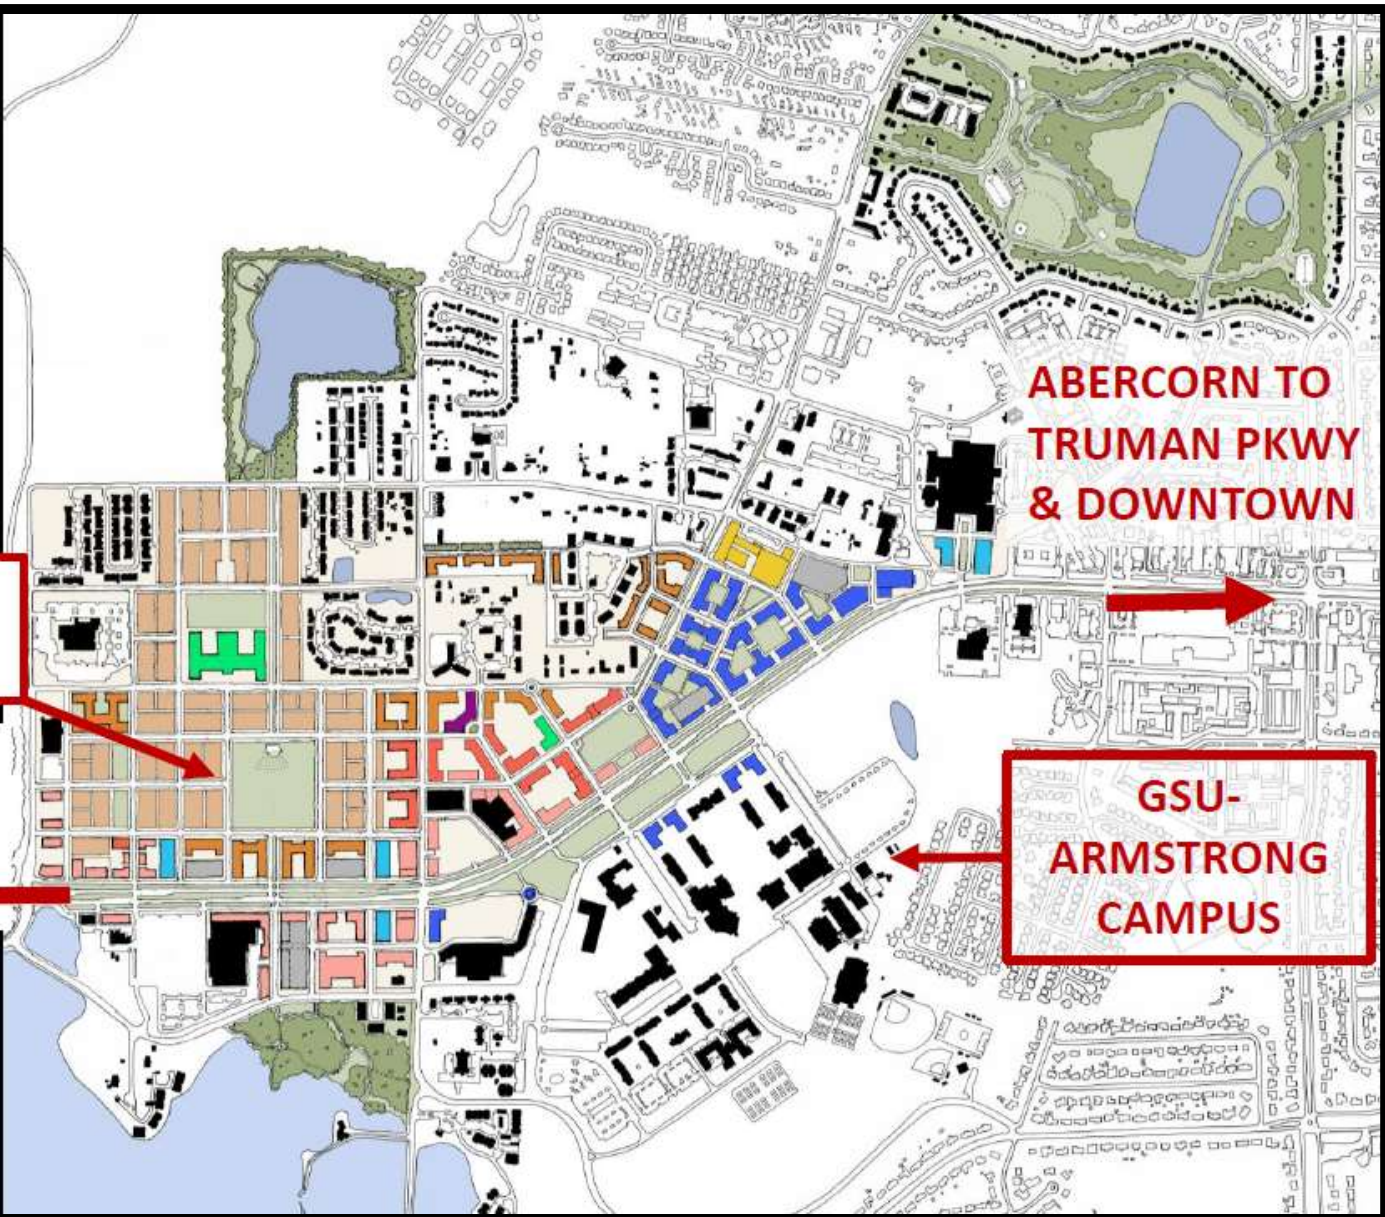 ABERCORN TO
TRUMAN PKWY
& DOWNTOWN
GSU-
ARMSTRONG
CAMPUS